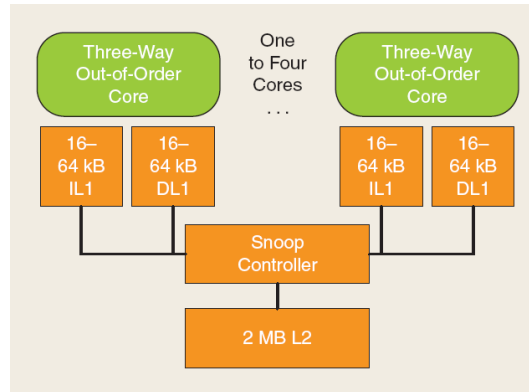 Three-Way
Out-of-Order
Core
One
to Four
Cores
. . .
Three-Way
Out-of-Order
Core
16–
64 kB
IL1
16–
64 kB
DL1
16–
64 kB
IL1
16–
64 kB
DL1
Snoop
Controller
2 MB L2